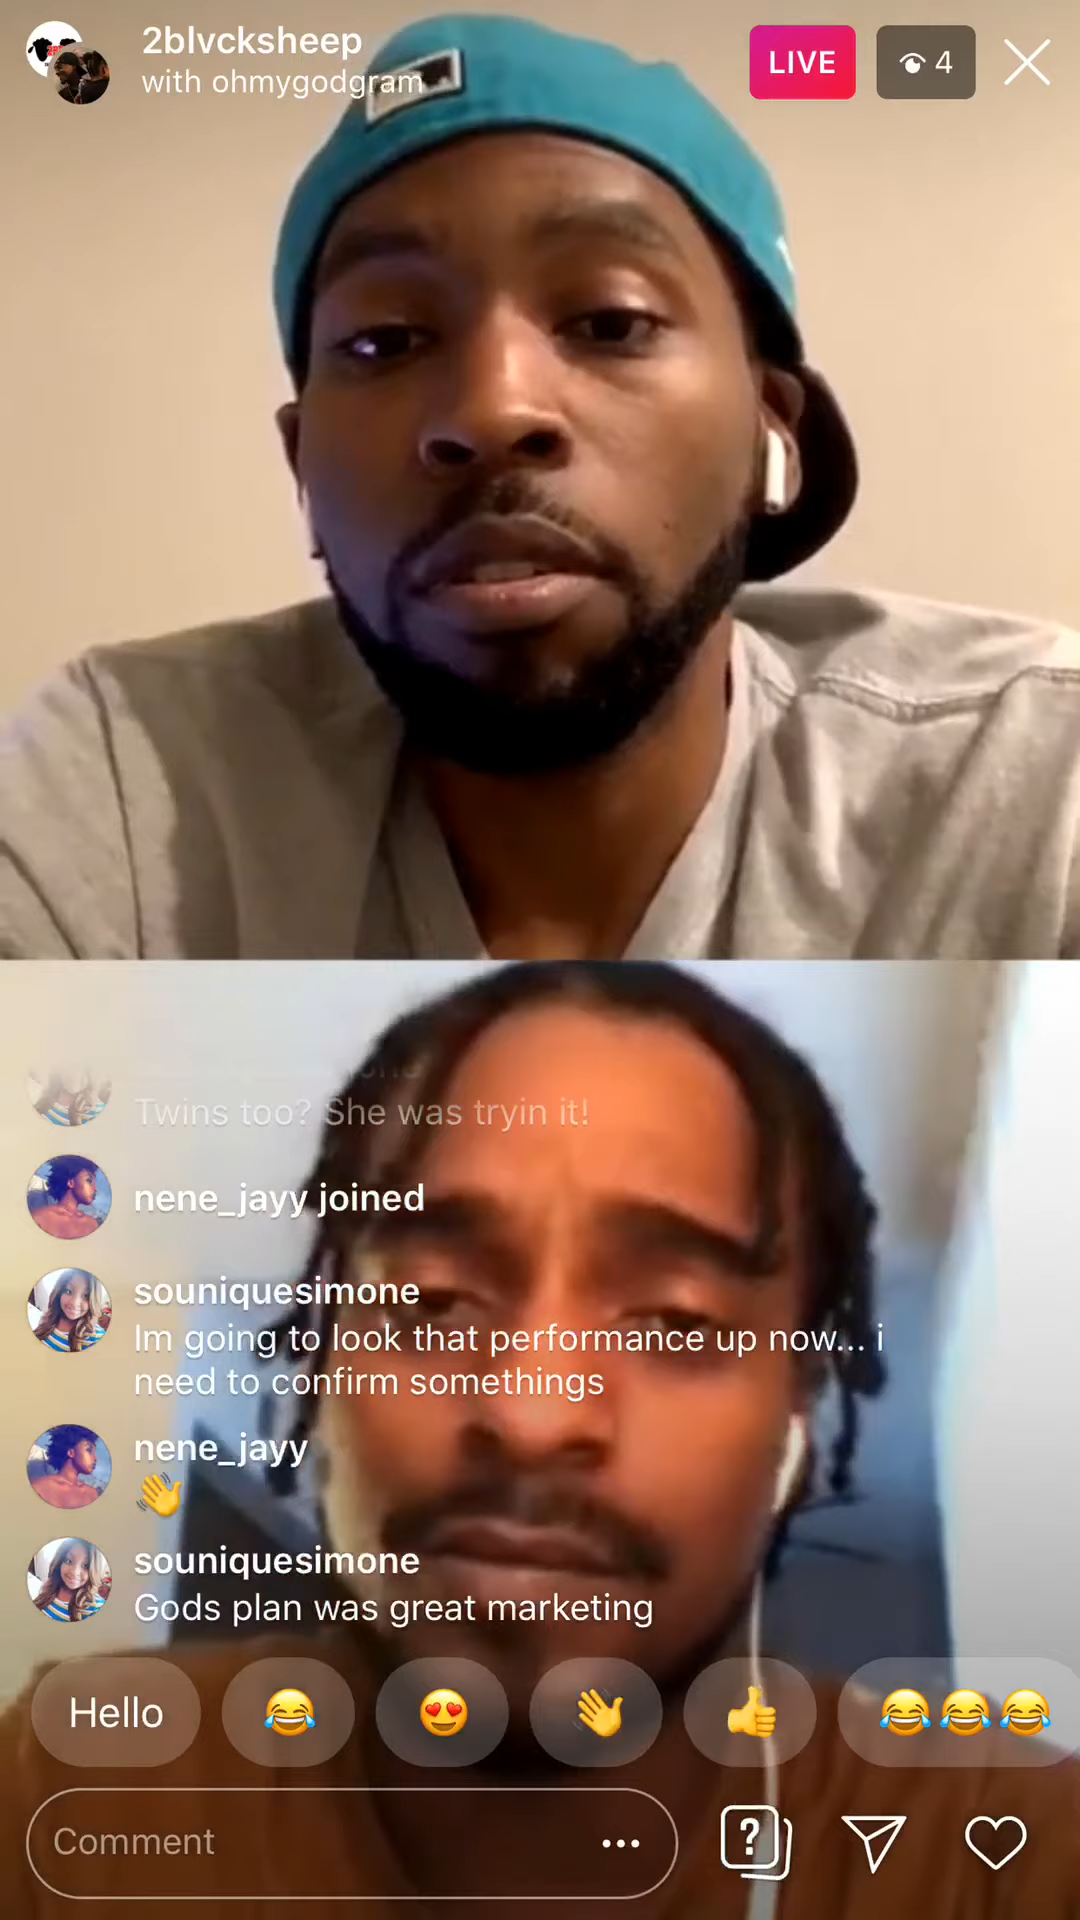 2blvcksheep
with ohmygodgram
LIVE
4
Twins too? She was tryin it!
nene_jayy joined
souniquesimone
Im going to look that performance up now... i
need to confirm somethings
nene_jayy
👋
souniquesimone
Gods plan was great marketing
Hello 😂 😍 👋 👍 😂😂😂
Comment